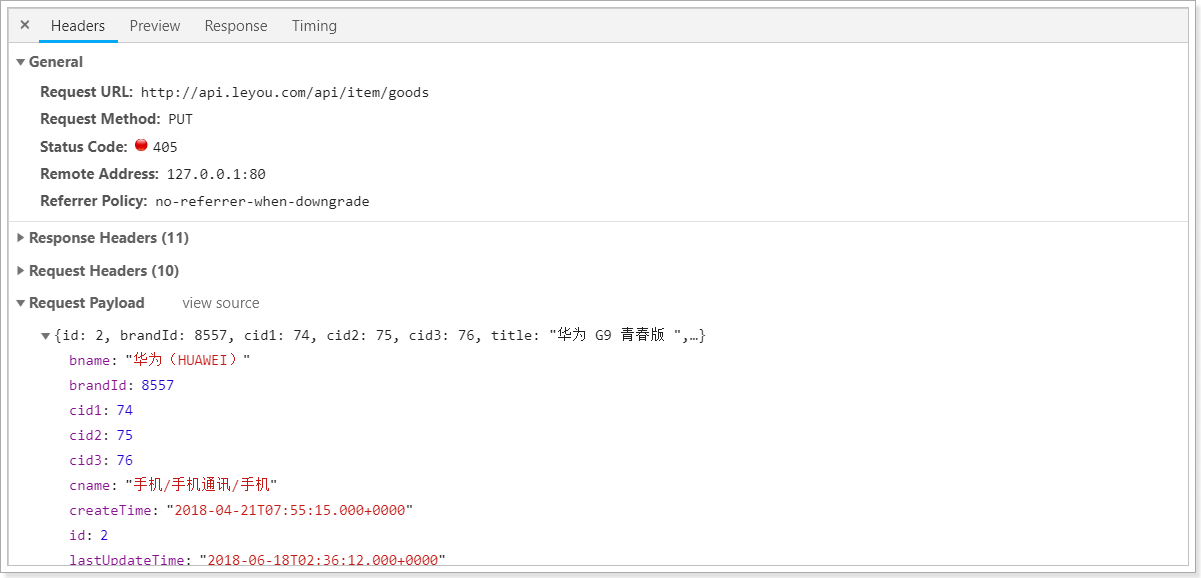 × Headers Preview Response Timing
▼ General
Request URL: http://api.leyou.com/api/item/goods
Request Method: PUT
Status Code: 405
Remote Address: 127.0.0.1:80
Referrer Policy: no-referrer-when-downgrade
▶ Response Headers (11)
▶ Request Headers (10)
▼ Request Payload view source
▼ {id: 2, brandId: 8557, cid1: 74, cid2: 75, cid3: 76, title: "华为 G9 青春版 ",…}
bname: "华为（HUAWEI）"
brandId: 8557
cid1: 74
cid2: 75
cid3: 76
cname: "手机/手机通讯/手机"
createTime: "2018-04-21T07:55:15.000+0000"
id: 2
lastUpdateTime: "2018-06-18T02:36:12.000+0000"